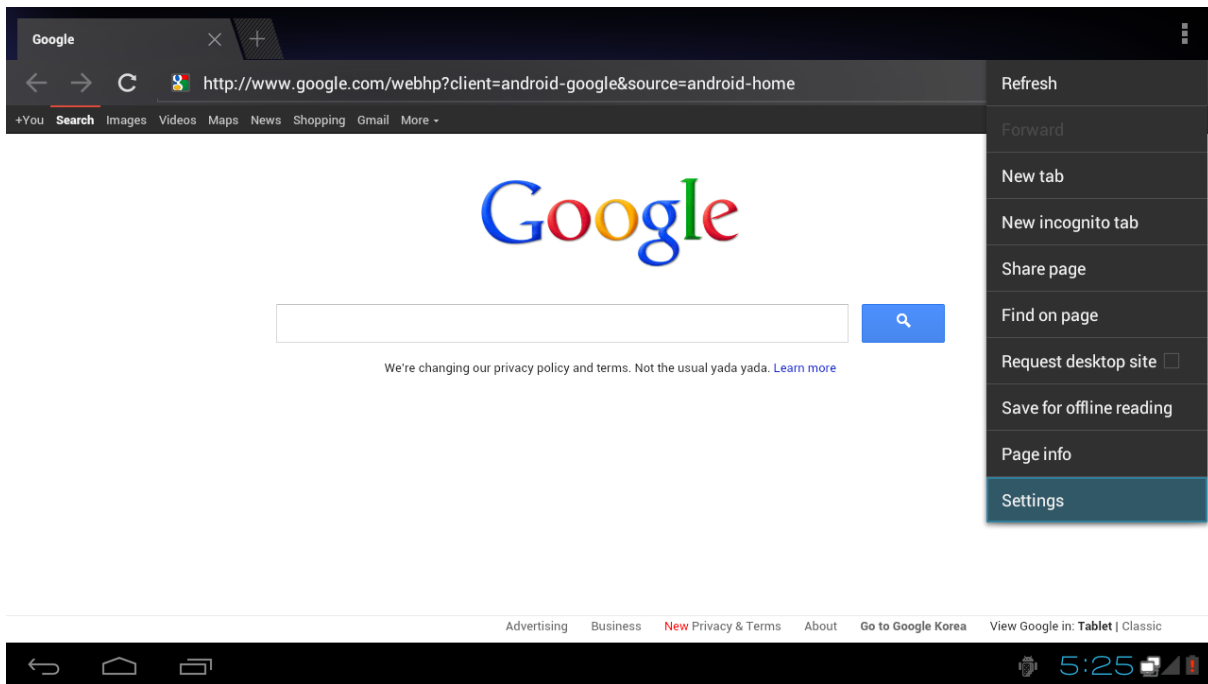 Google
http://www.google.com/webhp?client=android-google&source=android-home
+You Search Images Videos Maps News Shopping Gmail More
Google
We're changing our privacy policy and terms. Not the usual yada yada. Learn more
Refresh
Forward
New tab
New incognito tab
Share page
Find on page
Request desktop site
Save for offline reading
Page info
Settings
Advertising Business New Privacy & Terms About Go to Google Korea View Google in: Tablet | Classic
5:25